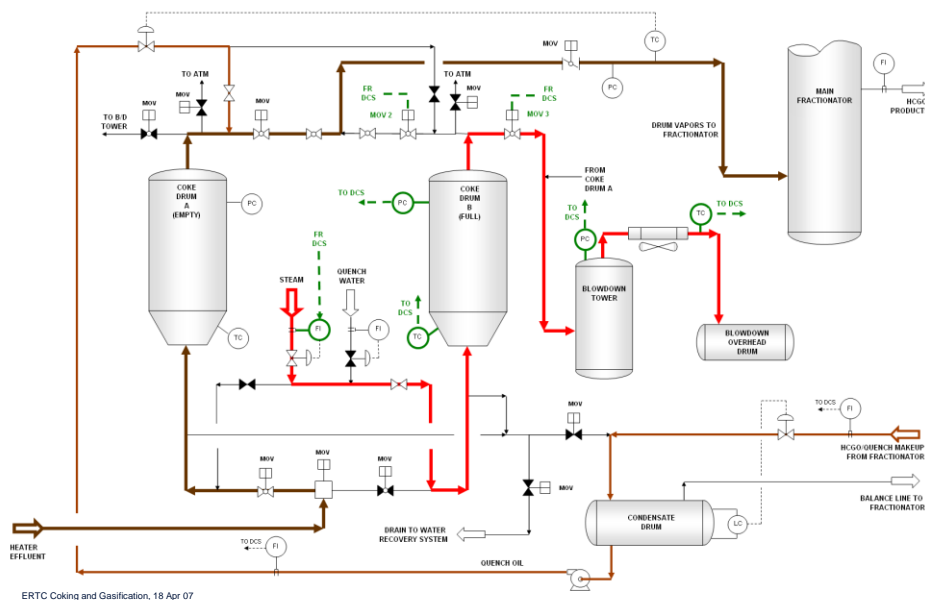 MOV
TC
TO ATM
MOV
TO ATM
FR
DCS
FR
DCS
PC
FI
MAIN
FRACTIONATOR
HCGO
PRODUCT
MOV
TO B/D
TOWER
MOV
MOV
MOV 2
MOV 3
DRUM VAPORS TO
FRACTIONATOR
COKE
DRUM
A
(EMPTY)
PC
TO DCS
PC
COKE
DRUM
B
(FULL)
FROM
COKE
DRUM A
TO
DCS
PC
TO DCS
TC
FR
DCS
STEAM
QUENCH
WATER
FI
FI
TO
DCS
TC
TC
BLOWDOWN
TOWER
BLOWDOWN
OVERHEAD
DRUM
MOV
TO DCS
FI
HCGO/QUENCH MAKEUP
FROM FRACTIONATOR
MOV
MOV
MOV
MOV
BALANCE LINE TO
FRACTIONATOR
CONDENSATE
DRUM
LC
DRAIN TO WATER
RECOVERY SYSTEM
HEATER
EFFLUENT
TO DCS
FI
QUENCH OIL
ERTC Coking and Gasification, 18 Apr 07